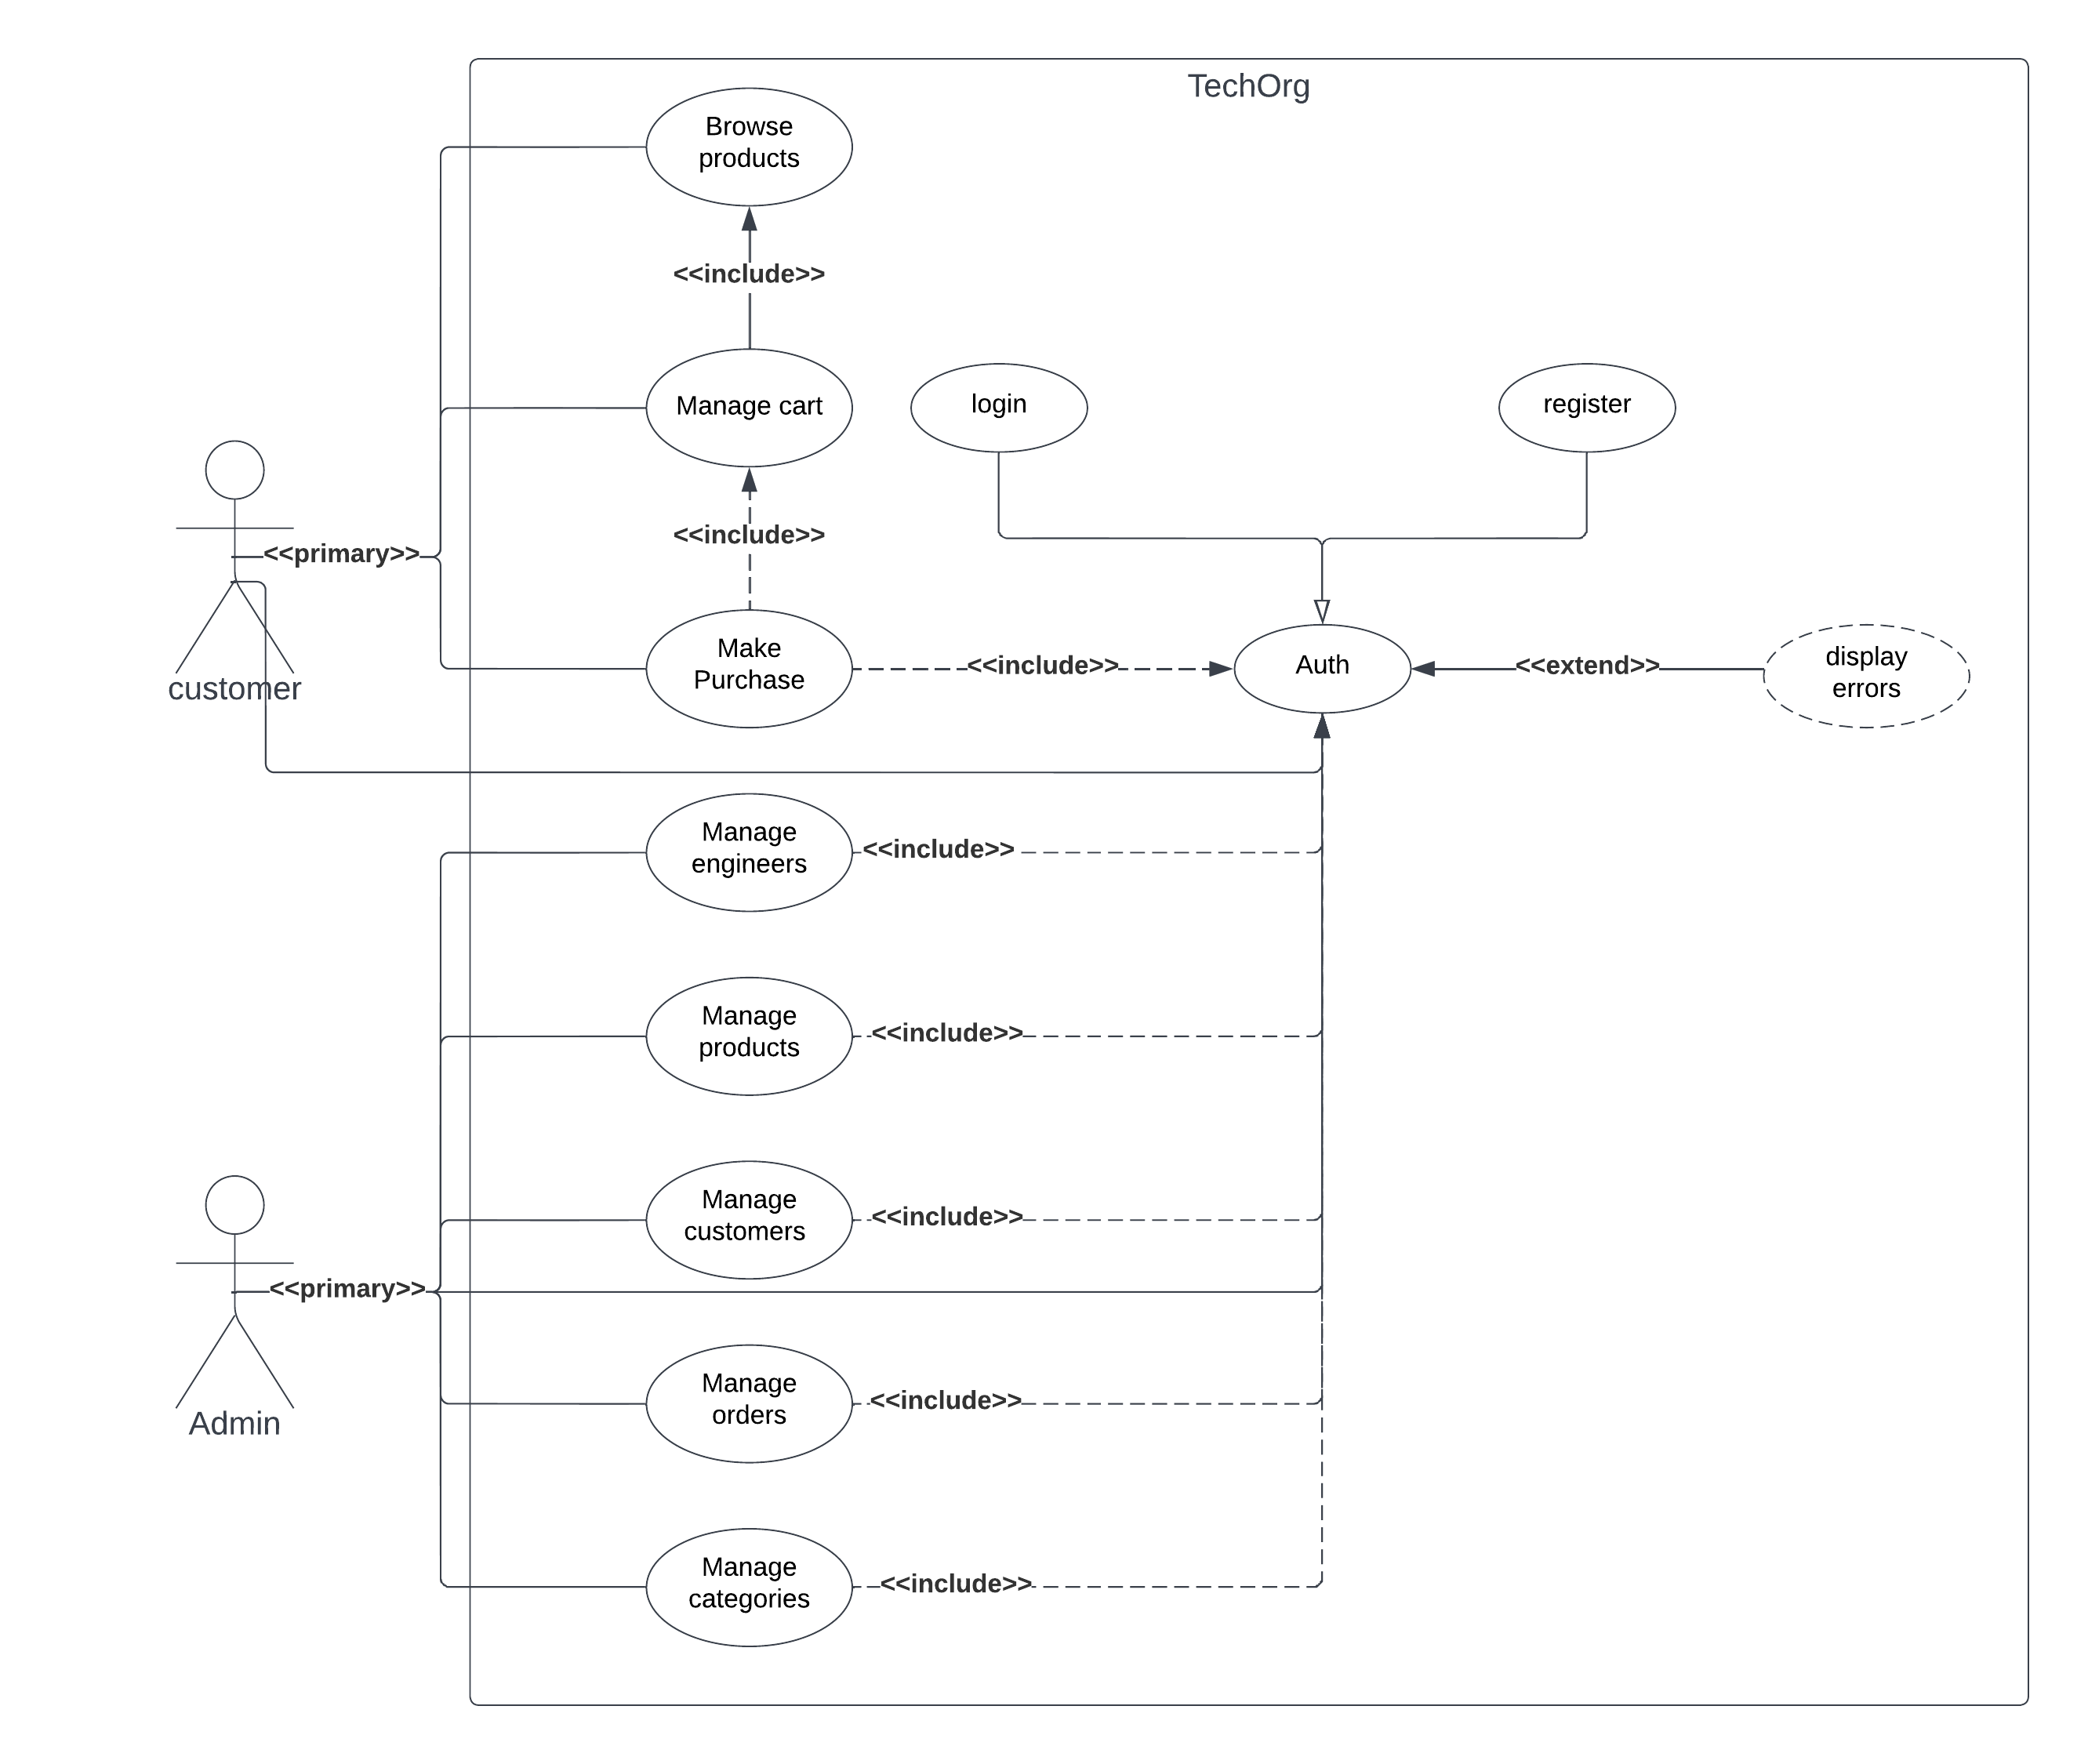 TechOrg
Browse
products
<<include>>
Manage cart
login
register
<<include>>
<<primary>>
customer
Make
Purchase
<<include>>
Auth
<<extend>>
display
errors
Manage
engineers
<<include>>
Manage
products
<<include>>
Manage
customers
<<include>>
<<primary>>
Admin
Manage
orders
<<include>>
Manage
categories
<<include>>